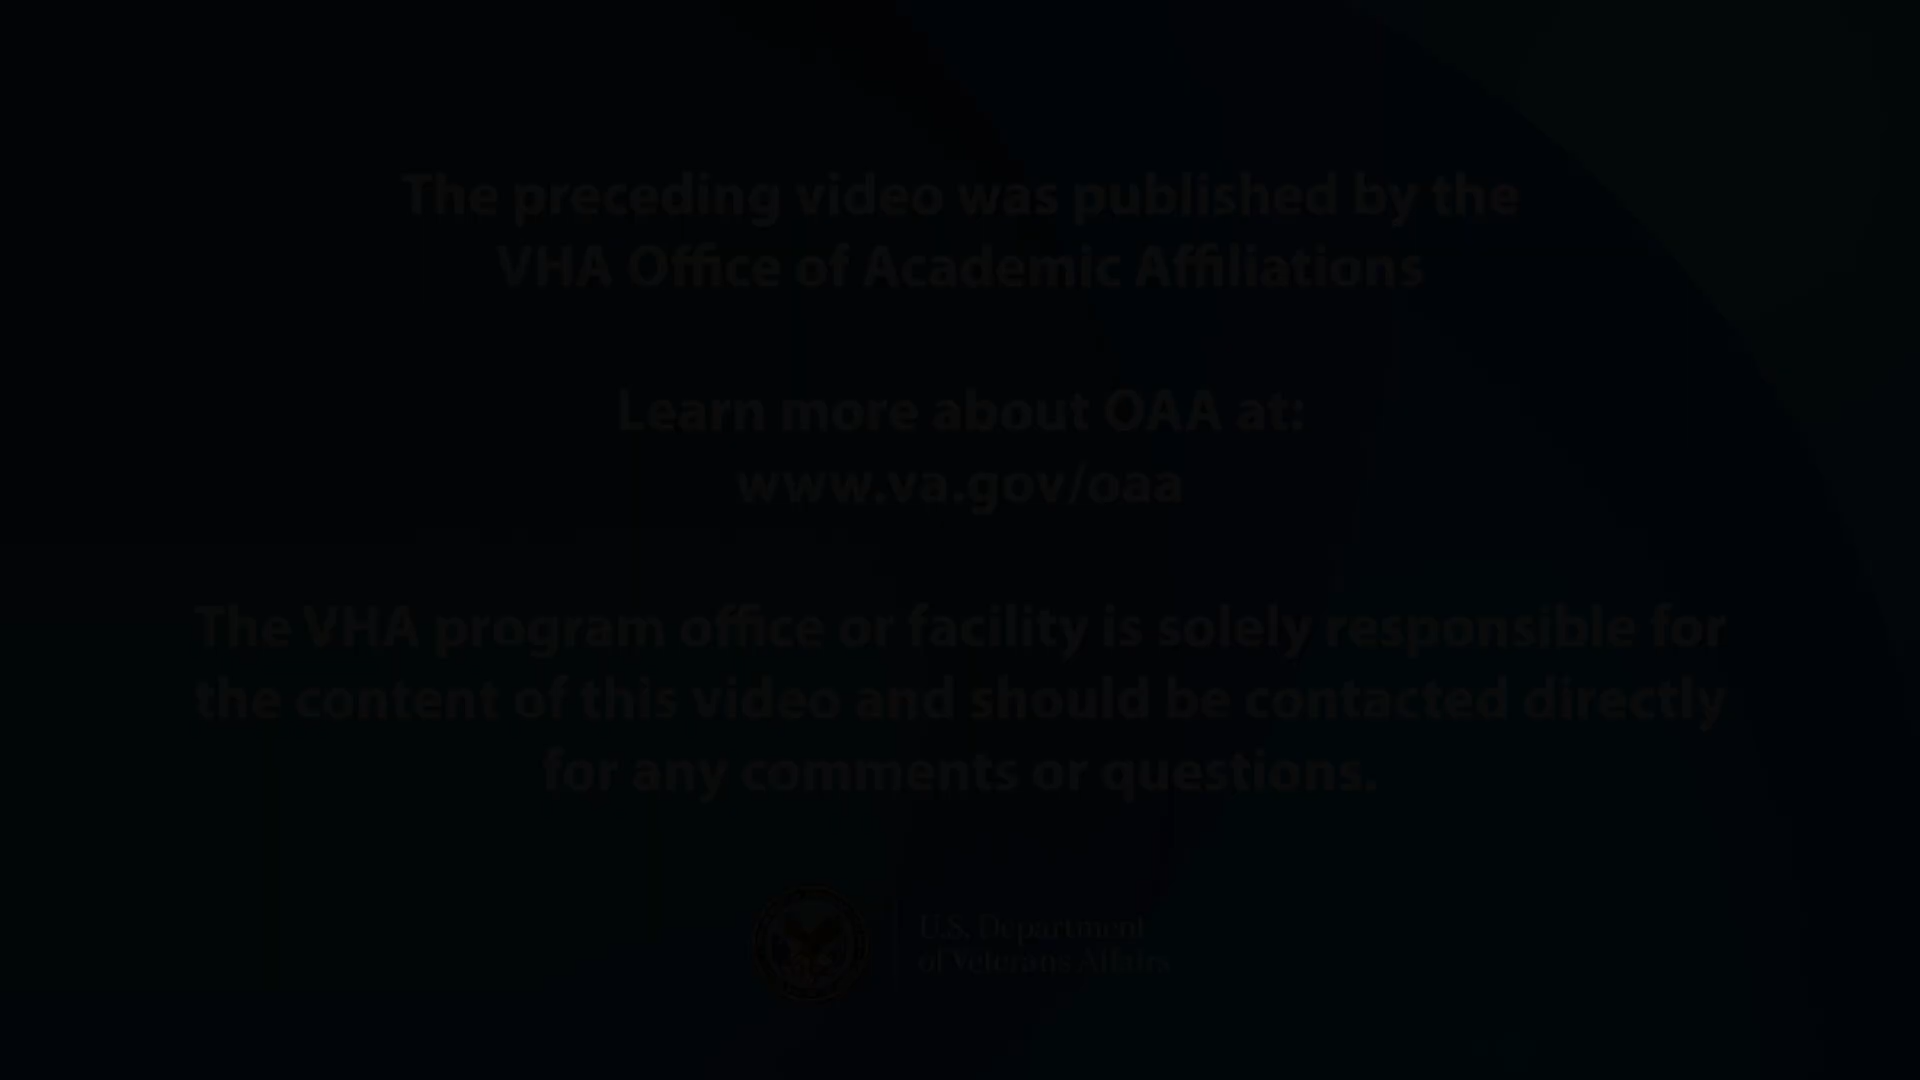 The preceding video was published by the
VHA Office of Academic Affiliations
Learn more about OAA at:
www.va.gov/oaa
The VHA program office or facility is solely responsible for
the content of this video and should be contacted directly
for any comments or questions.
U.S. Department
of Veterans Affairs